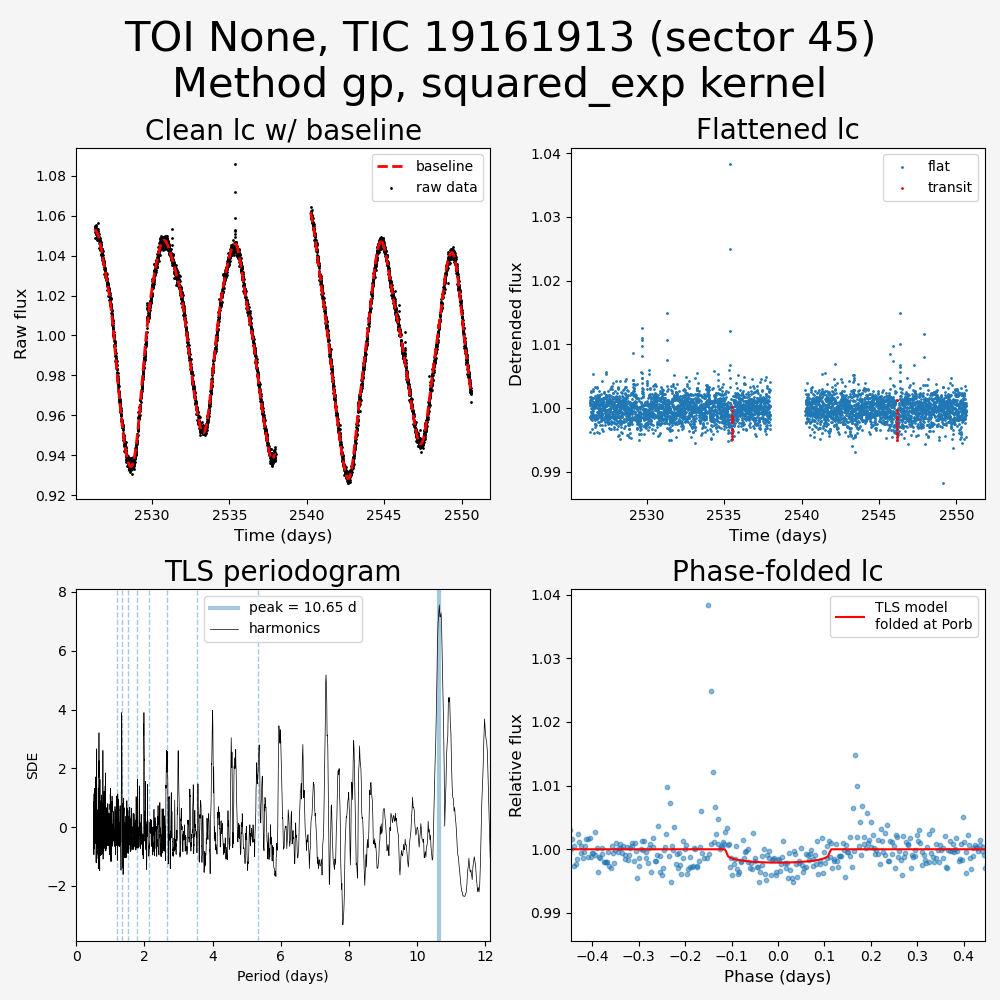 TOI None, TIC 19161913 (sector 45)
Method gp, squared_exp kernel
Clean lc w/ baseline
baseline
raw data
1.08
1.06
1.04
1.02
1.00
0.98
0.96
0.94
0.92
Raw flux
2530
2535
2540
2545
2550
Time (days)
Flattened lc
flat
transit
1.04
1.03
1.02
1.01
1.00
0.99
Detrended flux
2530
2535
2540
2545
2550
Time (days)
TLS periodogram
peak = 10.65 d
harmonics
8
6
4
2
0
−2
SDE
0
2
4
6
8
10
12
Period (days)
Phase-folded lc
TLS model
folded at Porb
1.04
1.03
1.02
1.01
1.00
0.99
Relative flux
−0.4
−0.3
−0.2
−0.1
0.0
0.1
0.2
0.3
0.4
Phase (days)